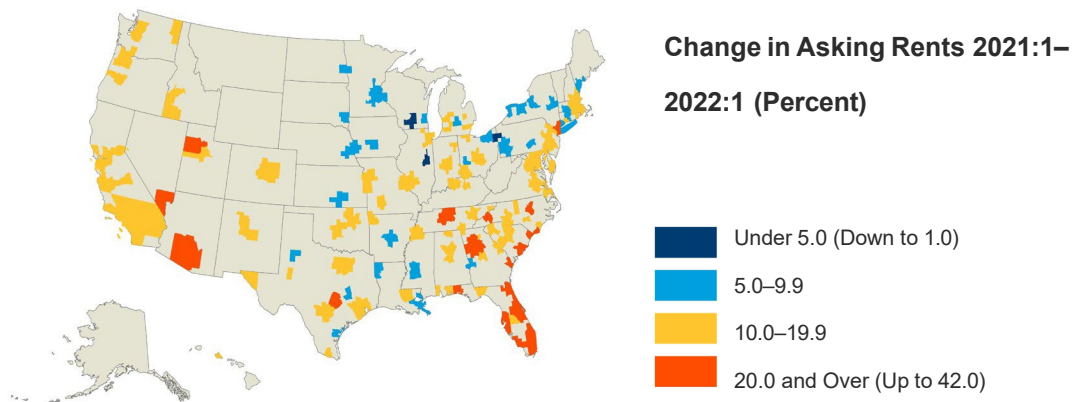 Change in Asking Rents 2021:1–
2022:1 (Percent)
Under 5.0 (Down to 1.0)
5.0–9.9
10.0–19.9
20.0 and Over (Up to 42.0)